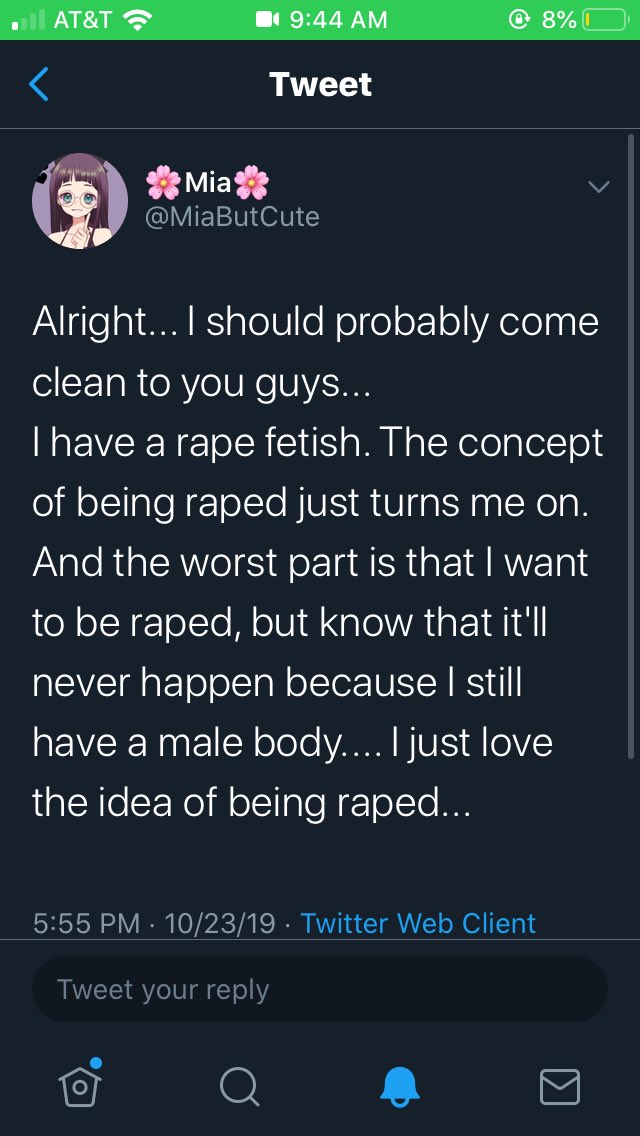 AT&T 9:44 AM 8%
Tweet
🌸Mia🌸
@MiaButCute
Alright... I should probably come
clean to you guys...
I have a rape fetish. The concept
of being raped just turns me on.
And the worst part is that I want
to be raped, but know that it'll
never happen because I still
have a male body.... I just love
the idea of being raped...
5:55 PM · 10/23/19 · Twitter Web Client
Tweet your reply